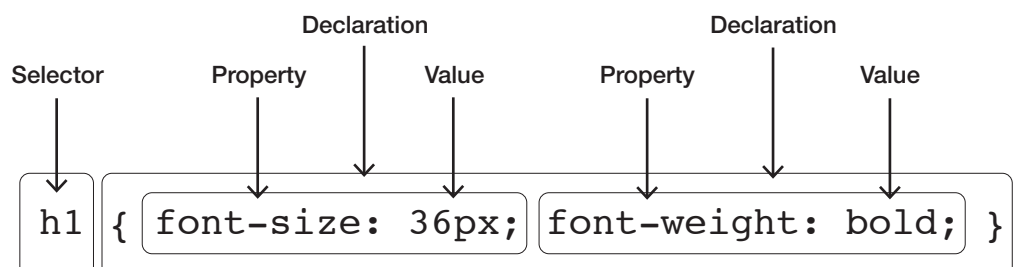 Declaration Declaration
Selector Property Value Property Value
h1 { font-size: 36px; font-weight: bold; }